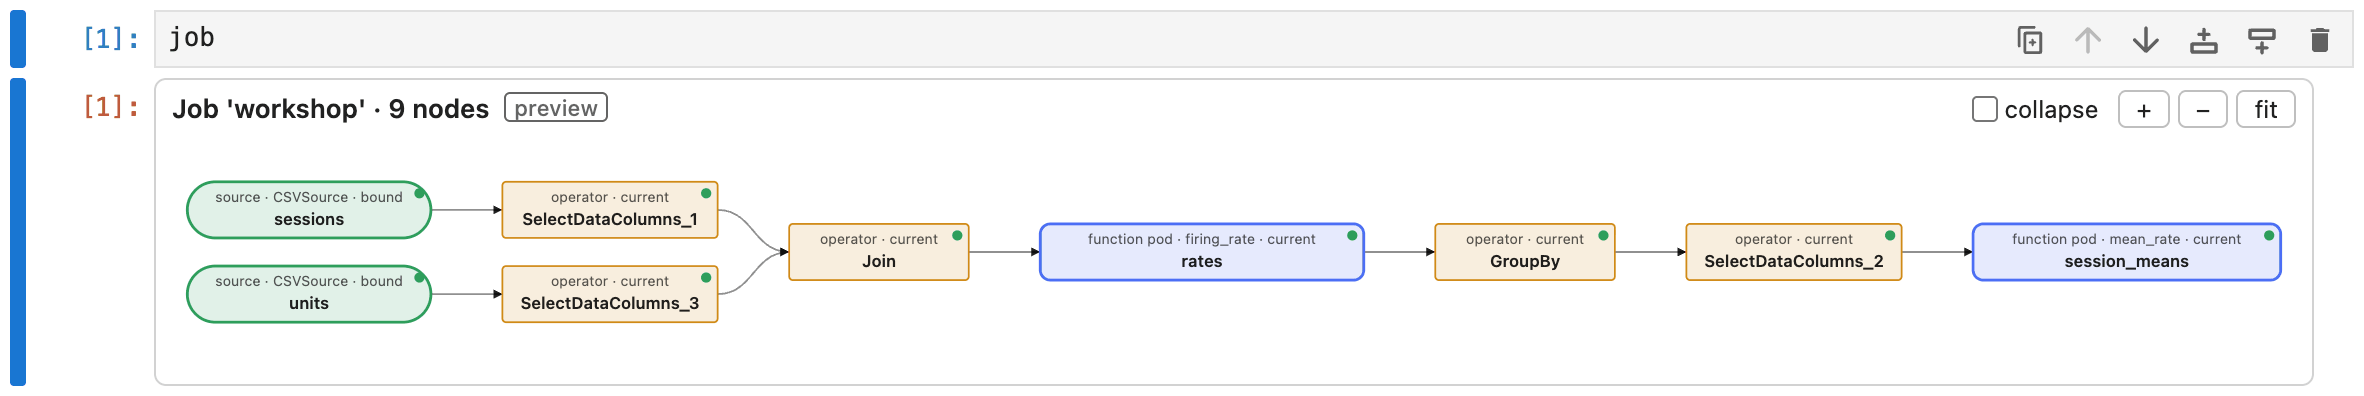 [1]: job
[1]: Job 'workshop' · 9 nodes preview collapse + − fit
source · CSVSource · bound
sessions
operator · current
SelectDataColumns_1
source · CSVSource · bound
units
operator · current
SelectDataColumns_3
operator · current
Join
function pod · firing_rate · current
rates
operator · current
GroupBy
operator · current
SelectDataColumns_2
function pod · mean_rate · current
session_means